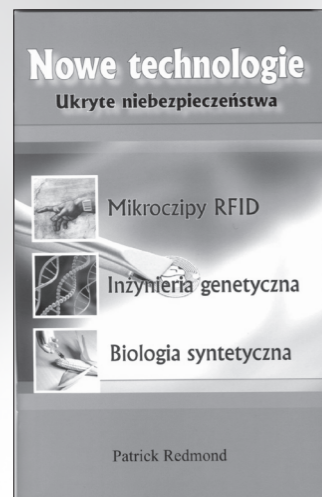 Nowe technologie
Ukryte niebezpieczeństwa
Mikroczipy RFID
Inżynieria genetyczna
Biologia syntetyczna
Patrick Redmond